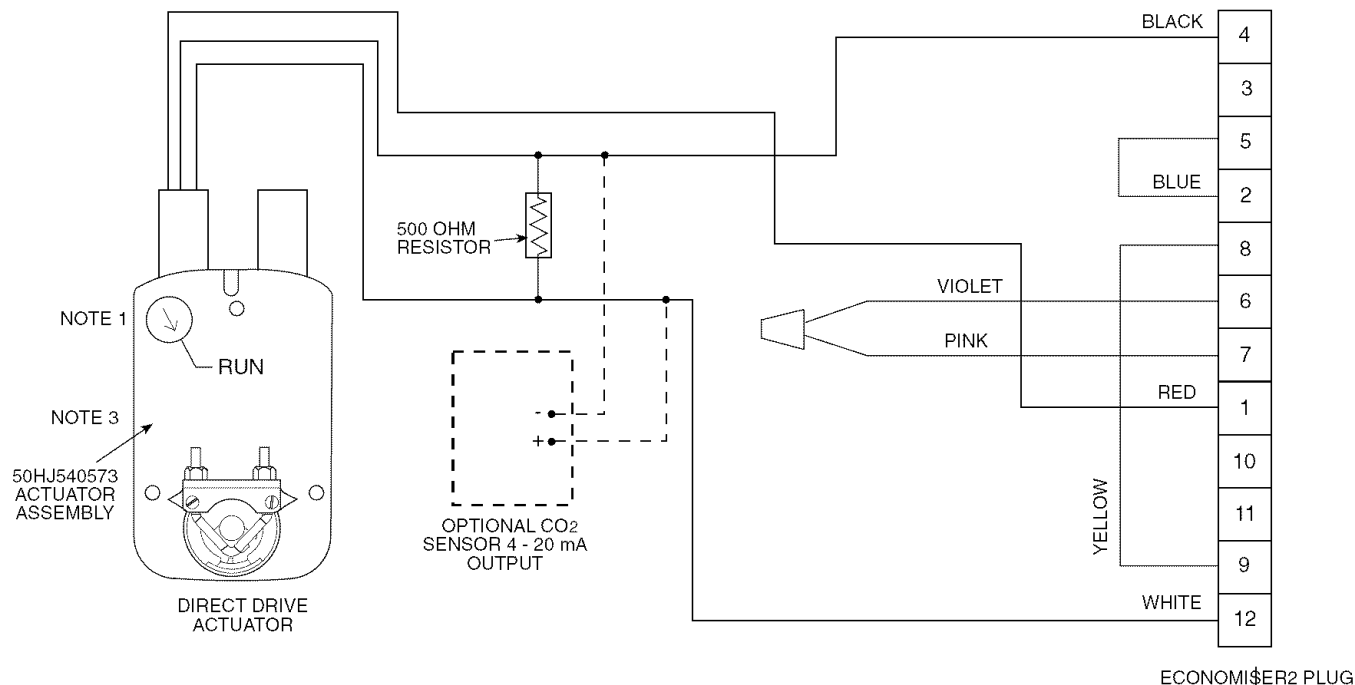 BLACK
4
3
5
BLUE
2
500 OHM
RESISTOR
8
VIOLET
6
NOTE 1
PINK
7
RUN
RED
1
NOTE 3
-
+
10
50HJ540573
ACTUATOR
ASSEMBLY
YELLOW
11
OPTIONAL CO2
SENSOR 4 - 20 mA
OUTPUT
9
DIRECT DRIVE
ACTUATOR
WHITE
12
ECONOMI$ER2 PLUG